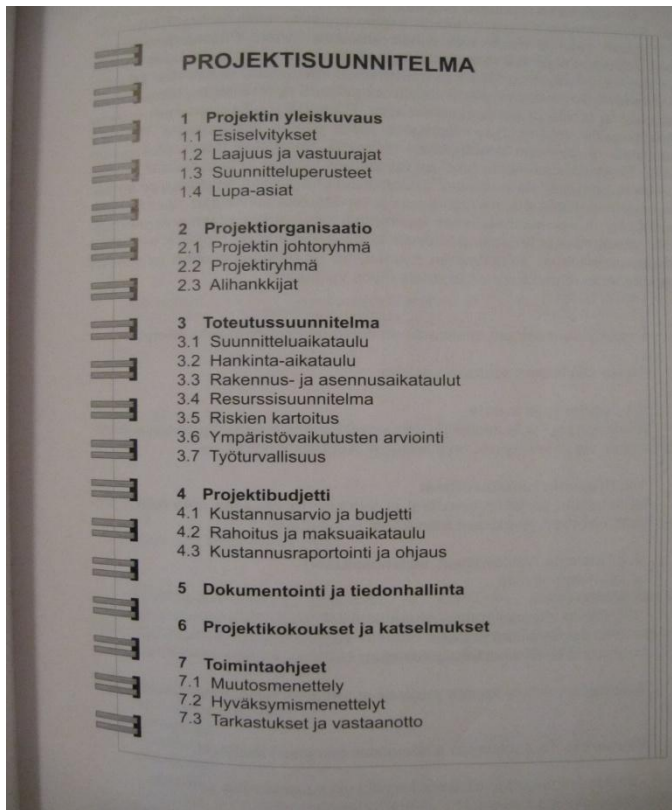 PROJEKTISUUNNITELMA
1 Projektin yleiskuvaus
1.1 Esiselvitykset
1.2 Laajuus ja vastuurajat
1.3 Suunnitteluperusteet
1.4 Lupa-asiat
2 Projektiorganisaatio
2.1 Projektin johtoryhmä
2.2 Projektiryhmä
2.3 Alihankkijat
3 Toteutussuunnitelma
3.1 Suunnitteluaikataulu
3.2 Hankinta-aikataulu
3.3 Rakennus- ja asennusaikataulut
3.4 Resurssisuunnitelma
3.5 Riskien kartoitus
3.6 Ympäristövaikutusten arviointi
3.7 Työturvallisuus
4 Projektibudjetti
4.1 Kustannusarvio ja budjetti
4.2 Rahoitus ja maksuaikataulu
4.3 Kustannusraportointi ja ohjaus
5 Dokumentointi ja tiedonhallinta
6 Projektikokoukset ja katselmukset
7 Toimintaohjeet
7.1 Muutosmenettely
7.2 Hyväksymismenettelyt
7.3 Tarkastukset ja vastaanotto